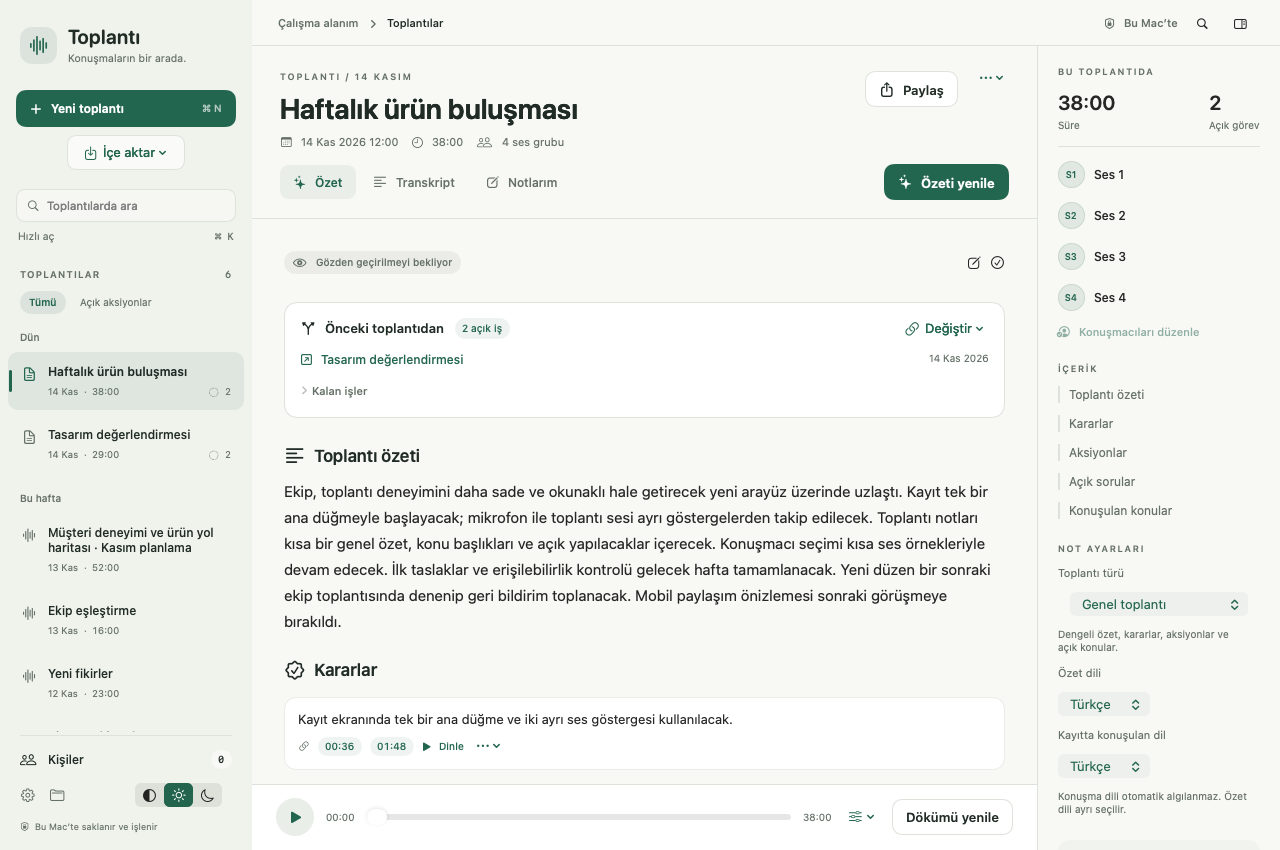 Toplantı
Konuşmaların bir arada.
+ Yeni toplantı ⌘ N
İçe aktar
Toplantılarda ara
Hızlı aç ⌘ K
TOPLANTILAR 6
Tümü Açık aksiyonlar
Dün
Haftalık ürün buluşması
14 Kas · 38:00 2
Tasarım değerlendirmesi
14 Kas · 29:00 2
Bu hafta
Müşteri deneyimi ve ürün yol
haritası · Kasım planlama
13 Kas · 52:00
Ekip eşleştirme
13 Kas · 16:00
Yeni fikirler
12 Kas · 23:00
Kişiler 0
Bu Mac'te saklanır ve işlenir
Çalışma alanım > Toplantılar
Bu Mac'te
TOPLANTI / 14 KASIM
Haftalık ürün buluşması
Paylaş
14 Kas 2026 12:00 38:00 4 ses grubu
Özet Transkript Notlarım
Özeti yenile
Gözden geçirilmeyi bekliyor
Önceki toplantıdan 2 açık iş
Değiştir
Tasarım değerlendirmesi 14 Kas 2026
Kalan işler
Toplantı özeti
Ekip, toplantı deneyimini daha sade ve okunaklı hale getirecek yeni arayüz üzerinde uzlaştı. Kayıt tek bir
ana düğmeyle başlayacak; mikrofon ile toplantı sesi ayrı göstergelerden takip edilecek. Toplantı notları
kısa bir genel özet, konu başlıkları ve açık yapılacaklar içerecek. Konuşmacı seçimi kısa ses örnekleriyle
devam edecek. İlk taslaklar ve erişilebilirlik kontrolü gelecek hafta tamamlanacak. Yeni düzen bir sonraki
ekip toplantısında denenip geri bildirim toplanacak. Mobil paylaşım önizlemesi sonraki görüşmeye
bırakıldı.
Kararlar
Kayıt ekranında tek bir ana düğme ve iki ayrı ses göstergesi kullanılacak.
00:36 01:48 Dinle
00:00 38:00
Dökümü yenile
BU TOPLANTIDA
38:00 2
Süre Açık görev
S1 Ses 1
S2 Ses 2
S3 Ses 3
S4 Ses 4
Konuşmacıları düzenle
İÇERİK
Toplantı özeti
Kararlar
Aksiyonlar
Açık sorular
Konuşulan konular
NOT AYARLARI
Toplantı türü
Genel toplantı
Dengeli özet, kararlar, aksiyonlar ve
açık konular.
Özet dili
Türkçe
Kayıtta konuşulan dil
Türkçe
Konuşma dili otomatik algılanmaz. Özet
dili ayrı seçilir.